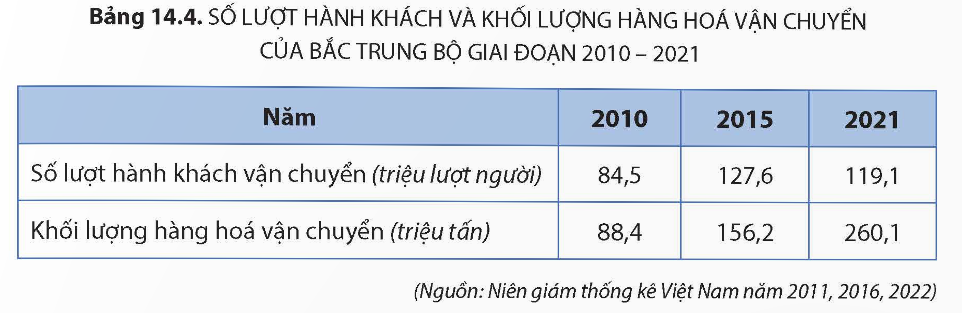 Bảng 14.4. SỐ LƯỢT HÀNH KHÁCH VÀ KHỐI LƯỢNG HÀNG HOÁ VẬN CHUYỂN
CỦA BẮC TRUNG BỘ GIAI ĐOẠN 2010 – 2021
Năm 2010 2015 2021
Số lượt hành khách vận chuyển (triệu lượt người) 84,5 127,6 119,1
Khối lượng hàng hoá vận chuyển (triệu tấn) 88,4 156,2 260,1
(Nguồn: Niên giám thống kê Việt Nam năm 2011, 2016, 2022)